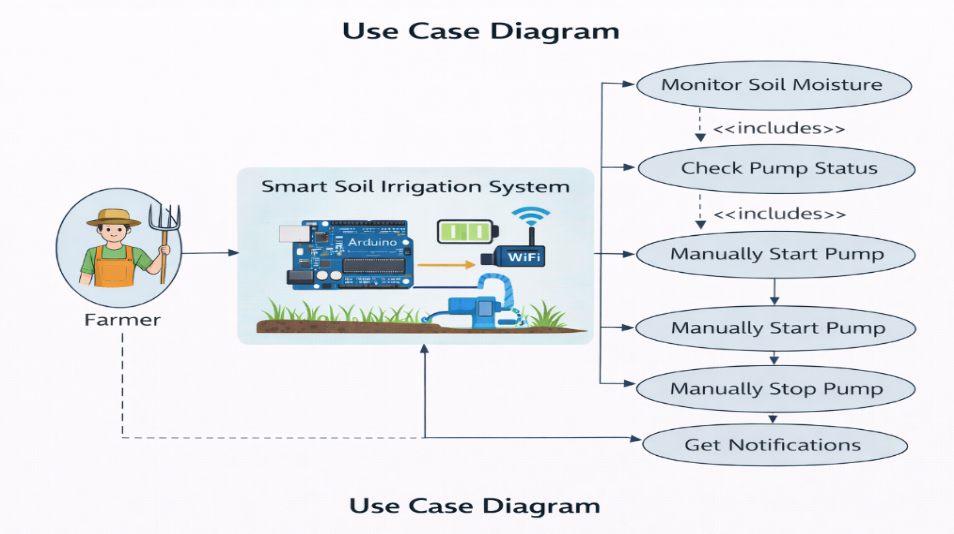 Use Case Diagram
Monitor Soil Moisture
<<includes>>
Check Pump Status
<<includes>>
Smart Soil Irrigation System
Arduino
WiFi
Farmer
Manually Start Pump
Manually Start Pump
Manually Stop Pump
Get Notifications
Use Case Diagram